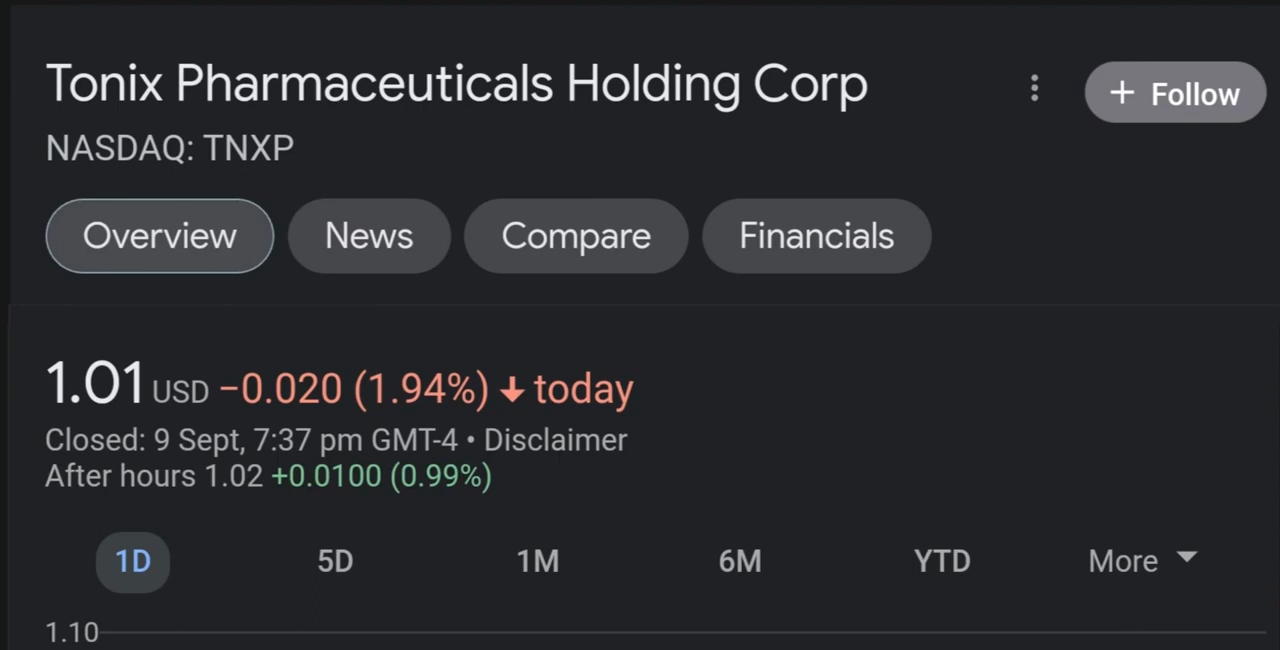 Tonix Pharmaceuticals Holding Corp
+ Follow
NASDAQ: TNXP
Overview News Compare Financials
1.01 USD −0.020 (1.94%) ↓ today
Closed: 9 Sept, 7:37 pm GMT-4 • Disclaimer
After hours 1.02 +0.0100 (0.99%)
1D 5D 1M 6M YTD More
1.10